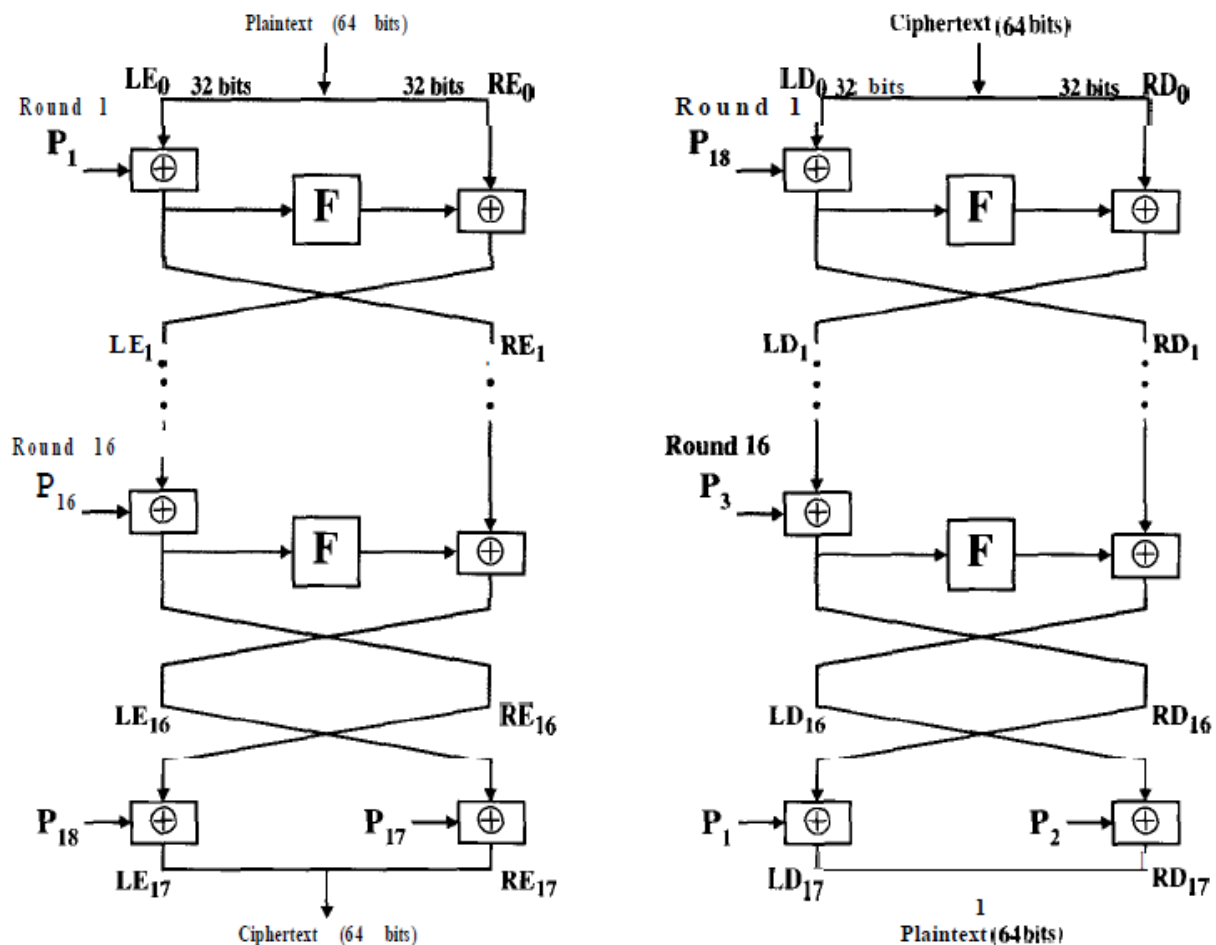 Plaintext (64 bits)
LE0 32 bits 32 bits RE0
Round 1
P1
F
LE1 RE1
Round 16
P16
F
LE16 RE16
P18 P17
LE17 RE17
Ciphertext (64 bits)
Ciphertext (64 bits)
LD0 32 bits 32 bits RD0
Round 1
P18
F
LD1 RD1
Round 16
P3
F
LD16 RD16
P1 P2
LD17 RD17
1
Plaintext (64 bits)